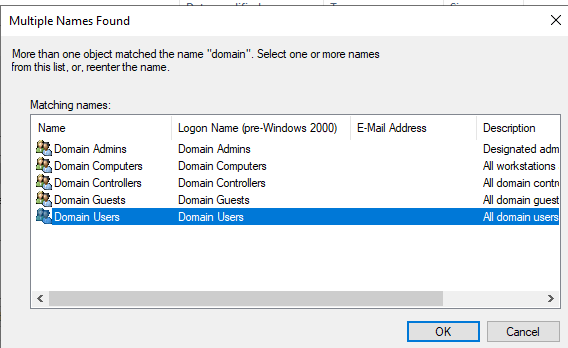 Multiple Names Found
More than one object matched the name "domain". Select one or more names
from this list, or, reenter the name.
Matching names:
Name Logon Name (pre-Windows 2000) E-Mail Address Description
Domain Admins Domain Admins Designated adm
Domain Computers Domain Computers All workstations
Domain Controllers Domain Controllers All domain contr
Domain Guests Domain Guests All domain guest
Domain Users Domain Users All domain users
OK Cancel